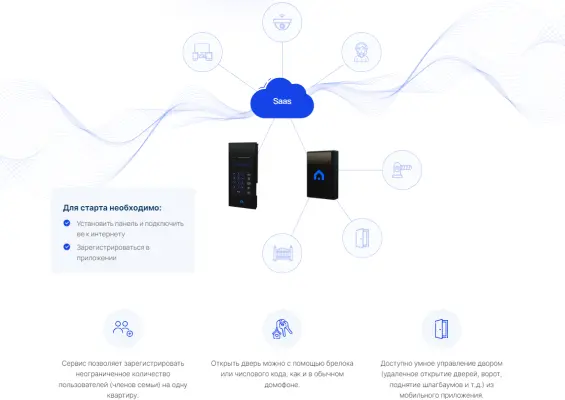 Saas
Для старта необходимо:
Установить панель и подключить
ее к интернету
Зарегистрироваться в
приложении
Сервис позволяет зарегистрировать
неограниченное количество
пользователей (членов семьи) на одну
квартиру.
Открыть дверь можно с помощью брелока
или числового кода, как и в обычном
домофоне.
Доступно умное управление двором
(удаленное открытие дверей, ворот,
поднятие шлагбаумов и т.д.) из
мобильного приложения.